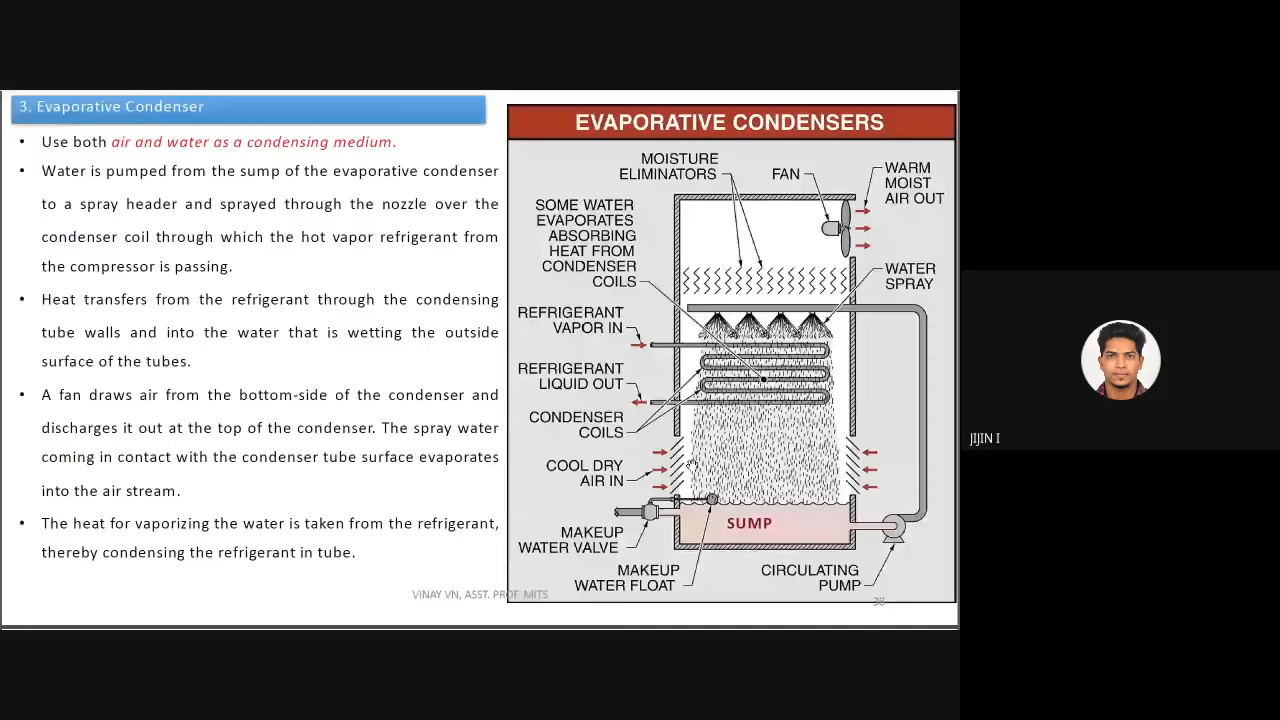 3. Evaporative Condenser
• Use both air and water as a condensing medium.
• Water is pumped from the sump of the evaporative condenser
to a spray header and sprayed through the nozzle over the
condenser coil through which the hot vapor refrigerant from
the compressor is passing.
• Heat transfers from the refrigerant through the condensing
tube walls and into the water that is wetting the outside
surface of the tubes.
• A fan draws air from the bottom-side of the condenser and
discharges it out at the top of the condenser. The spray water
coming in contact with the condenser tube surface evaporates
into the air stream.
• The heat for vaporizing the water is taken from the refrigerant,
thereby condensing the refrigerant in tube.
VINAY VN, ASST. PROF. MITS
EVAPORATIVE CONDENSERS
MOISTURE
ELIMINATORS
FAN
WARM
MOIST
AIR OUT
SOME WATER
EVAPORATES
ABSORBING
HEAT FROM
CONDENSER
COILS
WATER
SPRAY
REFRIGERANT
VAPOR IN
REFRIGERANT
LIQUID OUT
CONDENSER
COILS
COOL DRY
AIR IN
SUMP
MAKEUP
WATER VALVE
MAKEUP
WATER FLOAT
CIRCULATING
PUMP
JIJIN I